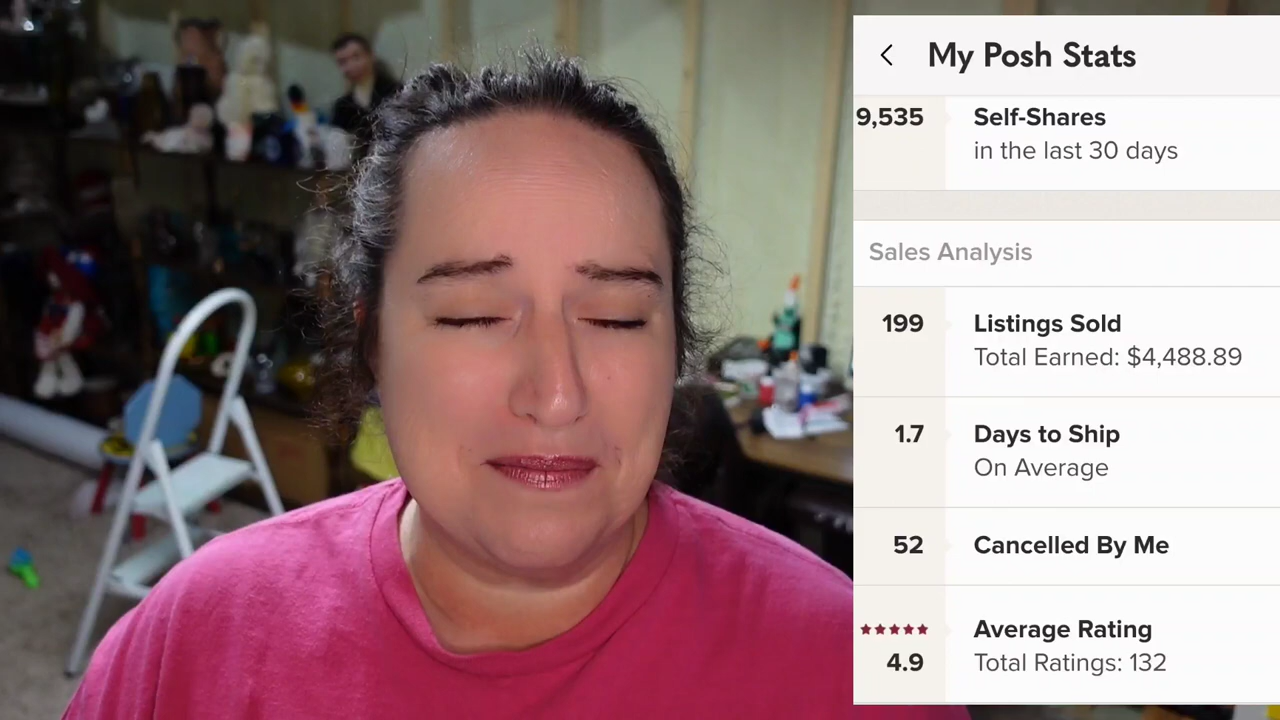 My Posh Stats
9,535 Self-Shares
in the last 30 days
Sales Analysis
199 Listings Sold
Total Earned: $4,488.89
1.7 Days to Ship
On Average
52 Cancelled By Me
Average Rating
4.9 Total Ratings: 132